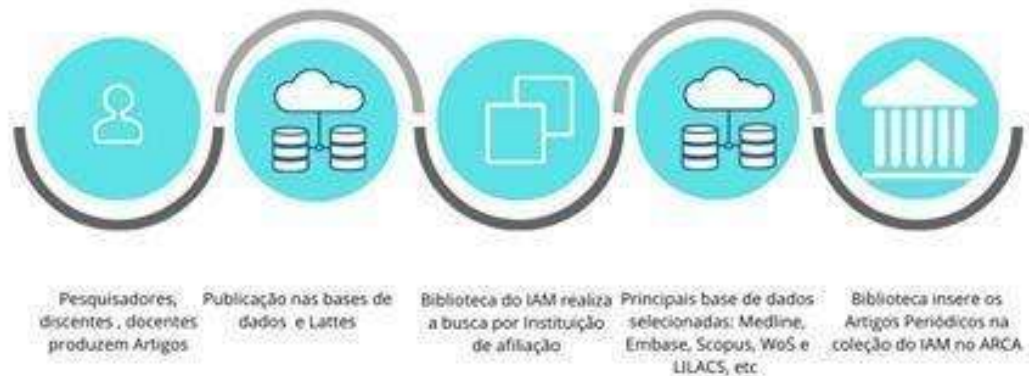 Pesquisadores,
discentes , docentes
produzem Artigos
Publicação nas bases de
dados e Lattes
Biblioteca do IAM realiza
a busca por Instituição
de afiliação
Principais base de dados
selecionadas: Medline,
Embase, Scopus, WoS e
LILACS, etc
Biblioteca insere os
Artigos Periódicos na
coleção do IAM no ARCA